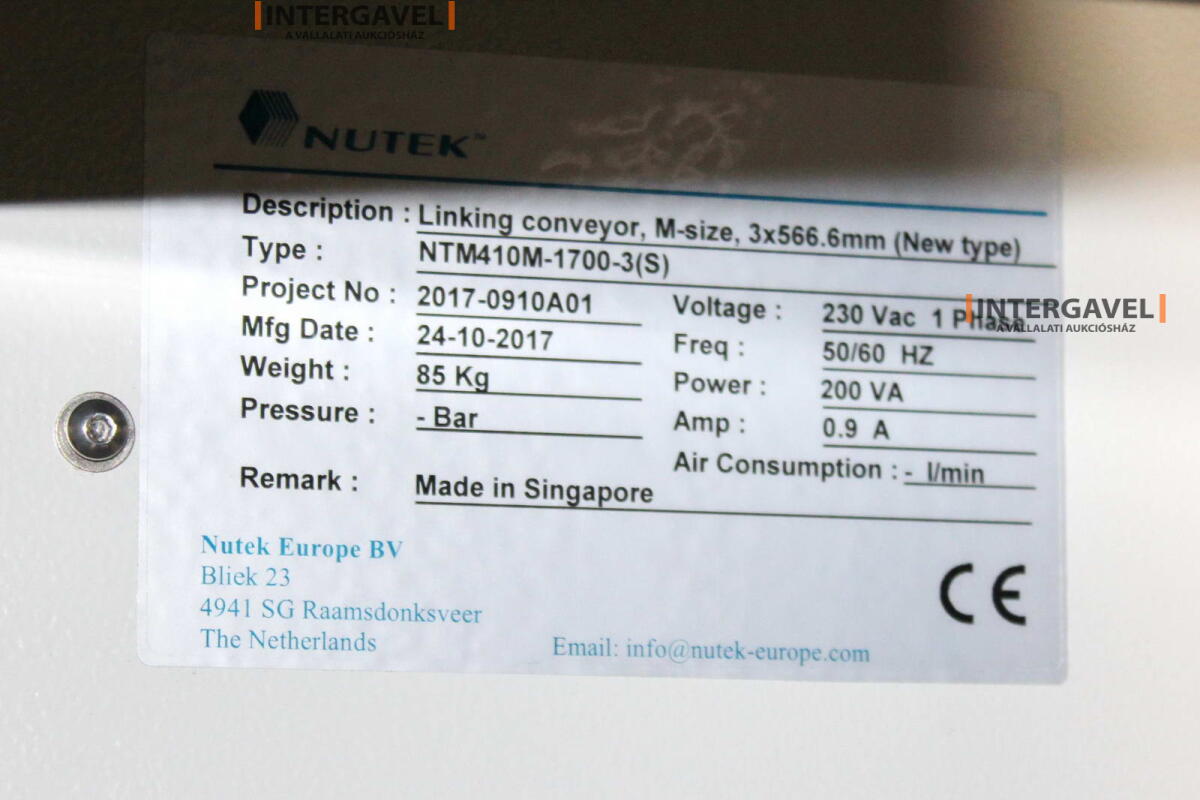 INTERGAVEL
A VÁLLALATI AUKCIÓSHÁZ
NUTEK™
Description : Linking conveyor, M-size, 3x566.6mm (New type)
Type : NTM410M-1700-3(S)
Project No : 2017-0910A01 Voltage : 230 Vac 1 Phase
INTERGAVEL
A VÁLLALATI AUKCIÓSHÁZ
Mfg Date : 24-10-2017 Freq : 50/60 HZ
Weight : 85 Kg Power : 200 VA
Pressure : - Bar Amp : 0.9 A
Air Consumption : - l/min
Remark : Made in Singapore
Nutek Europe BV
Bliek 23
4941 SG Raamsdonksveer
The Netherlands Email: info@nutek-europe.com
CE